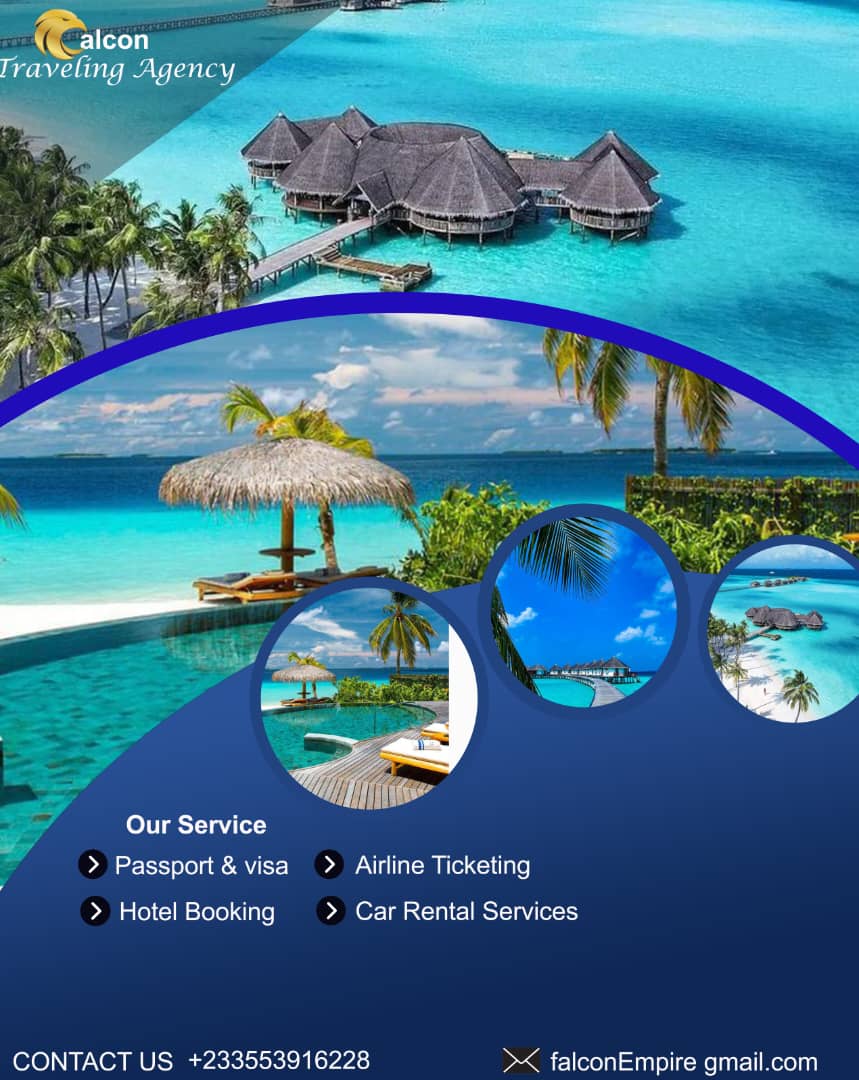 alcon
Traveling Agency
Our Service
Passport & visa
Airline Ticketing
Hotel Booking
Car Rental Services
CONTACT US +233553916228
falconEmpire gmail.com